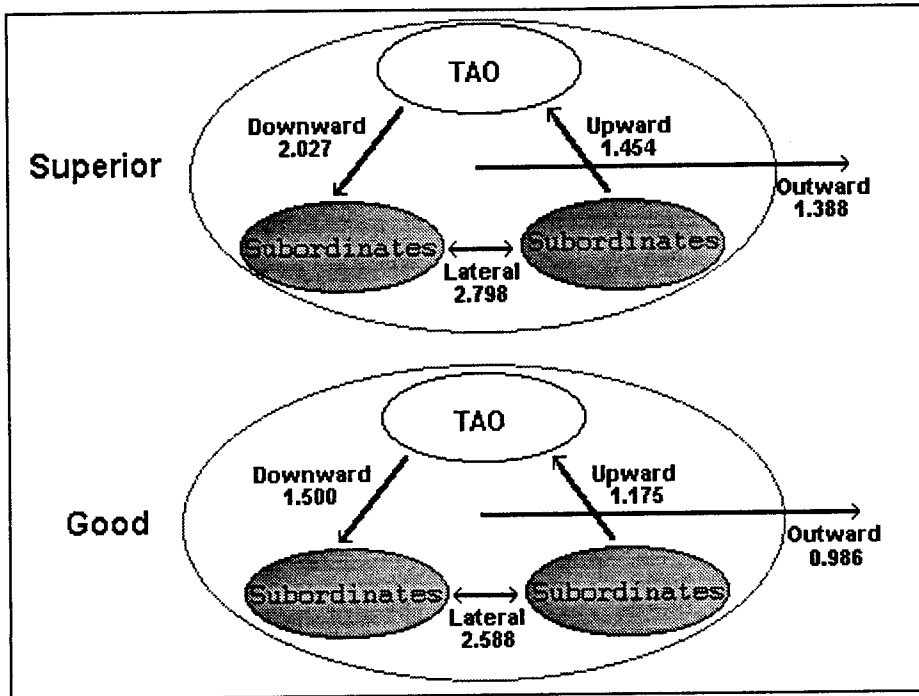 TAO
Downward
2.027
Upward
1.454
Superior
Outward
1.388
Subordinates
Subordinates
Lateral
2.798
TAO
Downward
1.500
Upward
1.175
Good
Outward
0.986
Subordinates
Subordinates
Lateral
2.588